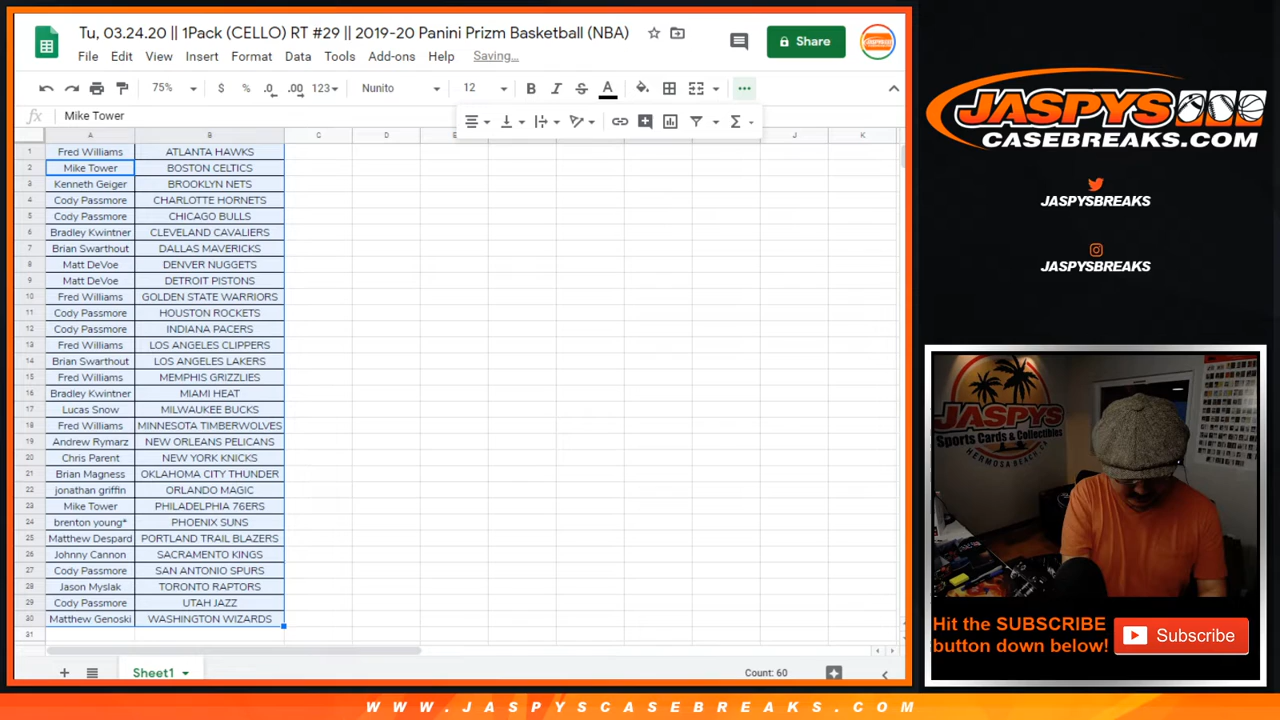 Tu, 03.24.20 || 1Pack (CELLO) RT #29 || 2019-20 Panini Prizm Basketball (NBA)
File Edit View Insert Format Data Tools Add-ons Help Saving...
Share
75% $ % .0 .00 123 Nunito 12 B I S A
fx Mike Tower
A B C D E J K
1 Fred Williams ATLANTA HAWKS
2 Mike Tower BOSTON CELTICS
3 Kenneth Geiger BROOKLYN NETS
4 Cody Passmore CHARLOTTE HORNETS
5 Cody Passmore CHICAGO BULLS
6 Bradley Kwintner CLEVELAND CAVALIERS
7 Brian Swarthout DALLAS MAVERICKS
8 Matt DeVoe DENVER NUGGETS
9 Matt DeVoe DETROIT PISTONS
10 Fred Williams GOLDEN STATE WARRIORS
11 Cody Passmore HOUSTON ROCKETS
12 Cody Passmore INDIANA PACERS
13 Fred Williams LOS ANGELES CLIPPERS
14 Brian Swarthout LOS ANGELES LAKERS
15 Fred Williams MEMPHIS GRIZZLIES
16 Bradley Kwintner MIAMI HEAT
17 Lucas Snow MILWAUKEE BUCKS
18 Fred Williams MINNESOTA TIMBERWOLVES
19 Andrew Rymarz NEW ORLEANS PELICANS
20 Chris Parent NEW YORK KNICKS
21 Brian Magness OKLAHOMA CITY THUNDER
22 jonathan griffin ORLANDO MAGIC
23 Mike Tower PHILADELPHIA 76ERS
24 brenton young* PHOENIX SUNS
25 Matthew Despard PORTLAND TRAIL BLAZERS
26 Johnny Cannon SACRAMENTO KINGS
27 Cody Passmore SAN ANTONIO SPURS
28 Jason Myslak TORONTO RAPTORS
29 Cody Passmore UTAH JAZZ
30 Matthew Genoski WASHINGTON WIZARDS
31
Sheet1
Count: 60
JASPYS
CASEBREAKS.COM
JASPYSBREAKS
JASPYSBREAKS
JASPYS
Sports Cards & Collectibles
HERMOSA BEACH, CA
Hit the SUBSCRIBE
button down below!
Subscribe
WWW.JASPYSCASEBREAKS.COM